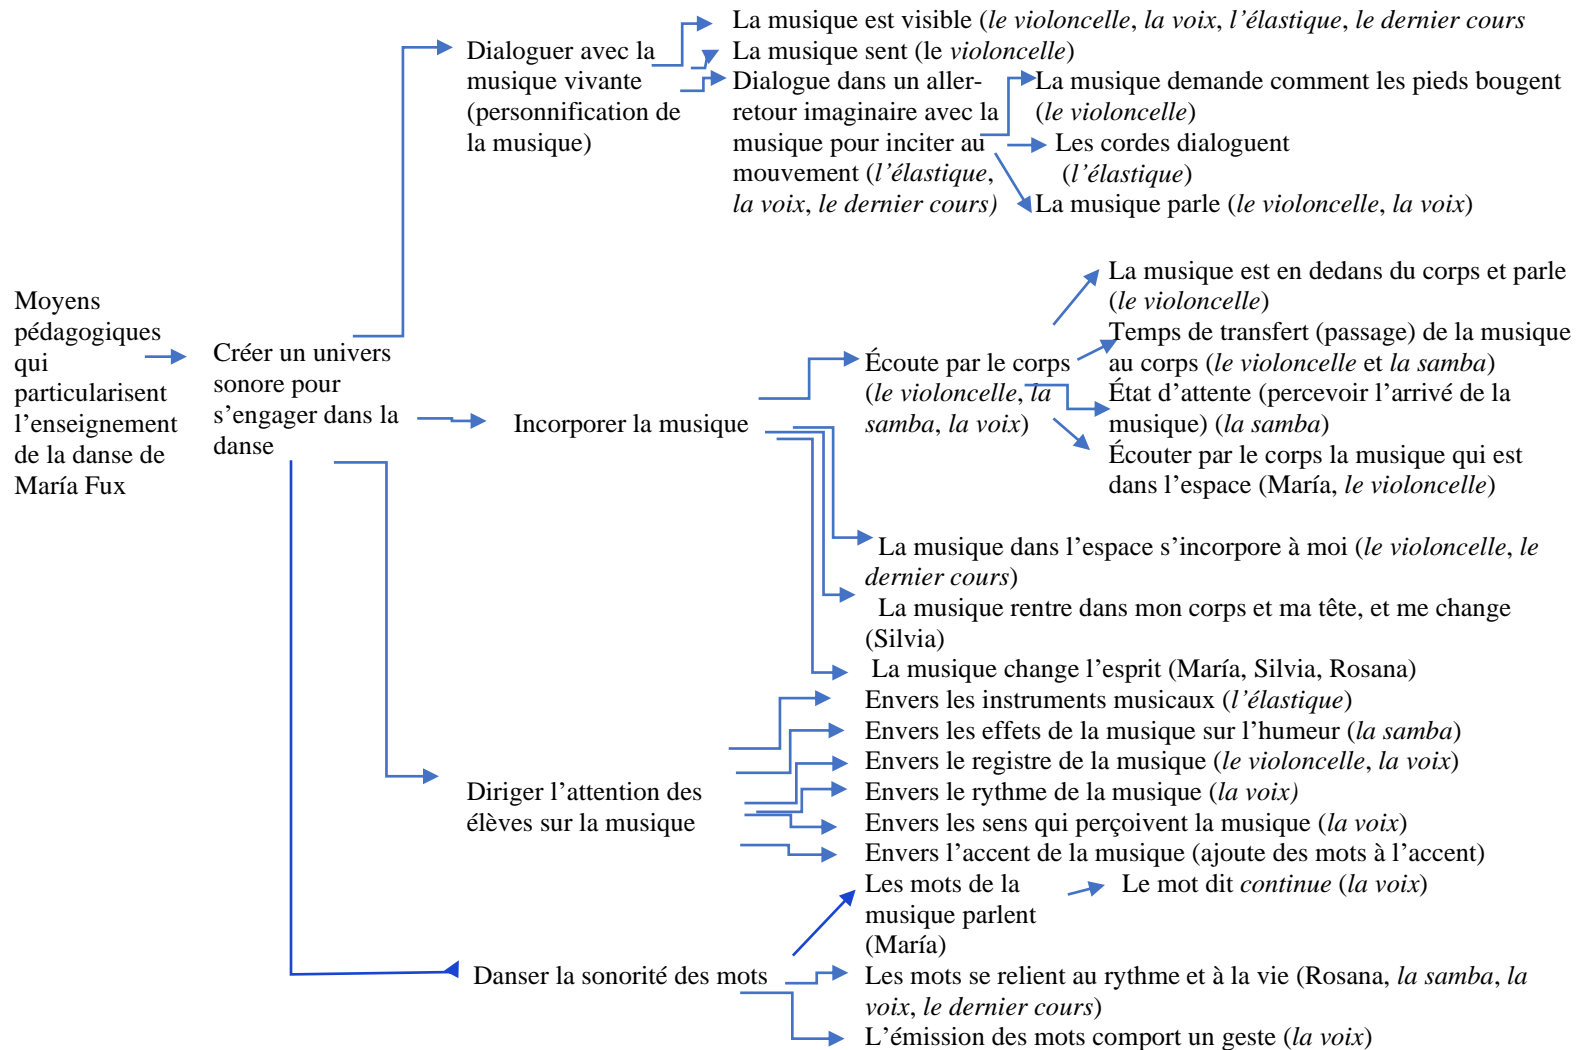 Moyens
pédagogiques
qui
particularisent
l’enseignement
de la danse de
María Fux
Créer un univers
sonore pour
s’engager dans la
danse
Dialoguer avec la
musique vivante
(personnification de
la musique)
La musique est visible (le violoncelle, la voix, l’élastique, le dernier cours
La musique sent (le violoncelle)
Dialogue dans un aller-
retour imaginaire avec la
musique pour inciter au
mouvement (l’élastique,
la voix, le dernier cours)
La musique demande comment les pieds bougent
(le violoncelle)
Les cordes dialoguent
(l’élastique)
La musique parle (le violoncelle, la voix)
Incorporer la musique
Écoute par le corps
(le violoncelle, la
samba, la voix)
La musique est en dedans du corps et parle
(le violoncelle)
Temps de transfert (passage) de la musique
au corps (le violoncelle et la samba)
État d’attente (percevoir l’arrivé de la
musique) (la samba)
Écouter par le corps la musique qui est
dans l’espace (María, le violoncelle)
La musique dans l’espace s’incorpore à moi (le violoncelle, le
dernier cours)
La musique rentre dans mon corps et ma tête, et me change
(Silvia)
La musique change l’esprit (María, Silvia, Rosana)
Diriger l’attention des
élèves sur la musique
Envers les instruments musicaux (l’élastique)
Envers les effets de la musique sur l’humeur (la samba)
Envers le registre de la musique (le violoncelle, la voix)
Envers le rythme de la musique (la voix)
Envers les sens qui perçoivent la musique (la voix)
Envers l’accent de la musique (ajoute des mots à l’accent)
Danser la sonorité des mots
Les mots de la
musique parlent
(María)
Le mot dit continue (la voix)
Les mots se relient au rythme et à la vie (Rosana, la samba, la
voix, le dernier cours)
L’émission des mots comport un geste (la voix)